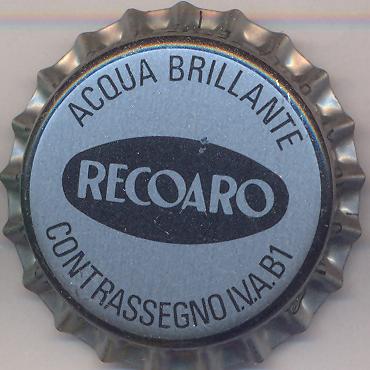 ACQUA BRILLANTE
RECOARO
CONTRASSEGNO I.V.A. B1